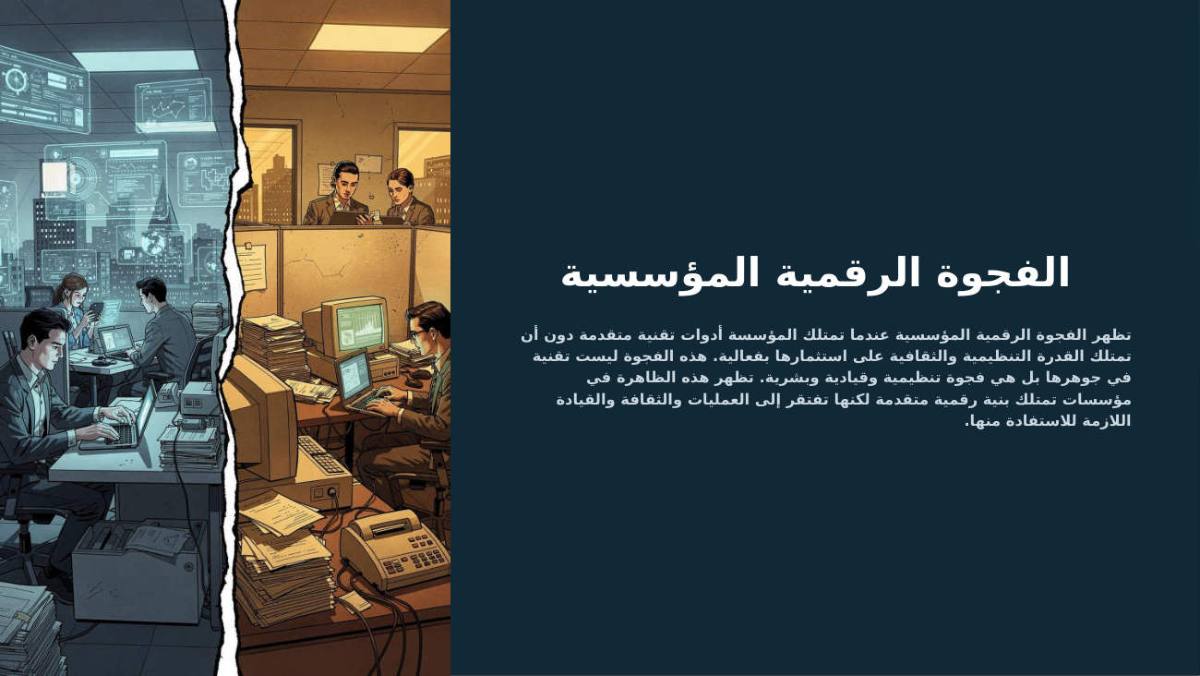 الفجوة الرقمية المؤسسية
تظهر الفجوة الرقمية المؤسسية عندما تمتلك المؤسسة أدوات تقنية متقدمة دون أن
تمتلك القدرة التنظيمية والثقافية على استثمارها بفعالية. هذه الفجوة ليست تقنية
في جوهرها بل هي فجوة تنظيمية وقيادية وبشرية. تظهر هذه الظاهرة في
مؤسسات تمتلك بنية رقمية متقدمة لكنها تفتقر إلى العمليات والثقافة والقيادة
اللازمة للاستفادة منها.